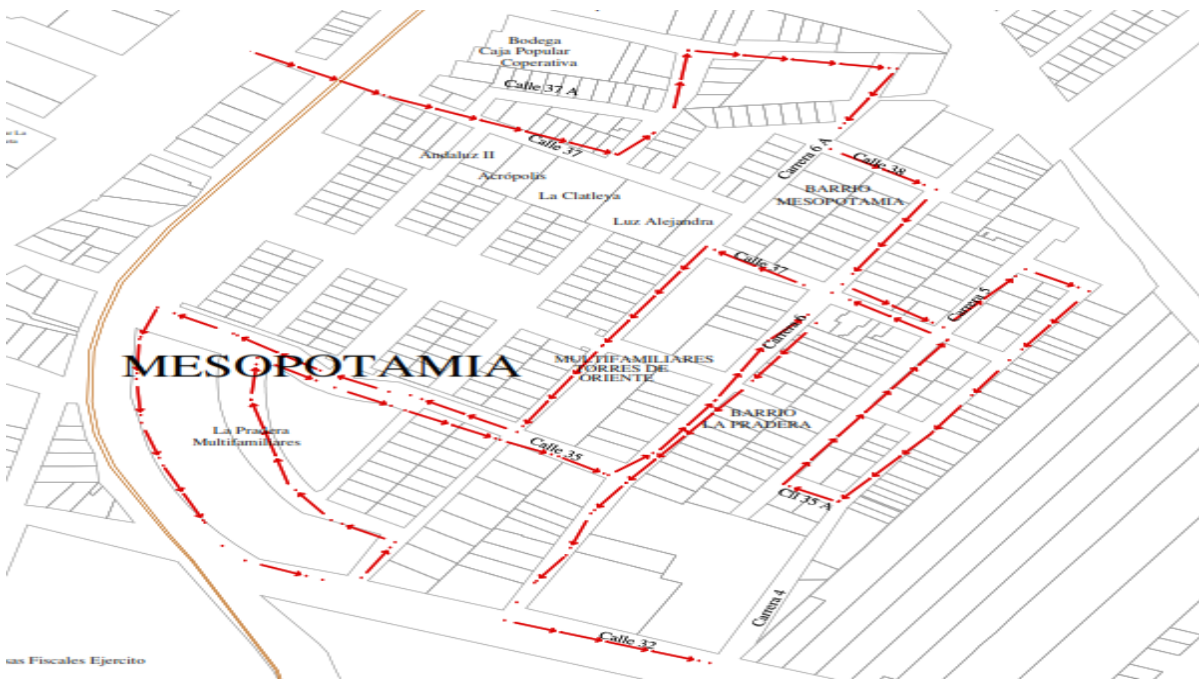 Bodega
Caja Popular
Coperativa
Calle 37 A
Calle 37
Andaluz II
Acrópolis
La Clatleya
Luz Alejandra
Carrera 6 A
Calle 38
BARRIO
MESOPOTAMIA
Calle 37
Carrera 5
Carrera 6
MESOPOTAMIA
MULTIFAMILIARES
TORRES DE
ORIENTE
BARRIO
LA PRADERA
La Pradera
Multifamiliares
Calle 35
Cll 35 A
Carrera 4
Calle 32
sas Fiscales Ejercito